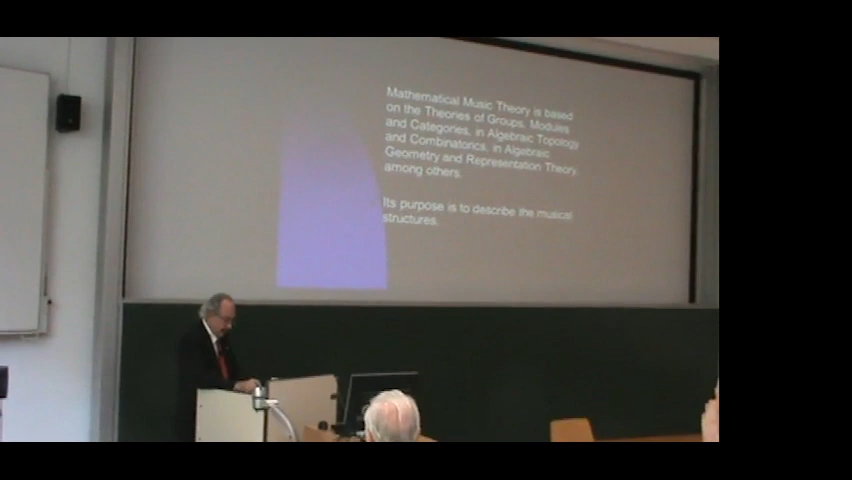 Mathematical Music Theory is based
on the Theories of Groups, Modules
and Categories, in Algebraic Topology
and Combinatorics, in Algebraic
Geometry and Representation Theory,
among others.
Its purpose is to describe the musical
structures.